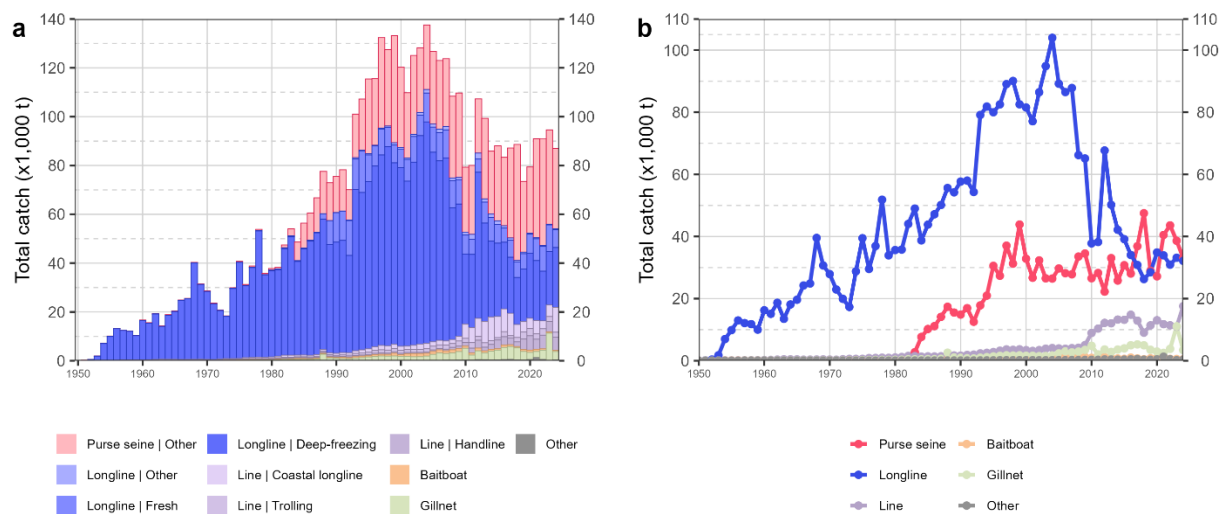 a
Total catch (x1,000 t)
140
120
100
80
60
40
20
0
140
120
100
80
60
40
20
0
1950 1960 1970 1980 1990 2000 2010 2020
Purse seine | Other
Longline | Deep-freezing
Line | Handline
Other
Longline | Other
Line | Coastal longline
Baitboat
Longline | Fresh
Line | Trolling
Gillnet
b
Total catch (x1,000 t)
110
100
80
60
40
20
0
110
100
80
60
40
20
0
1950 1960 1970 1980 1990 2000 2010 2020
Purse seine
Baitboat
Longline
Gillnet
Line
Other